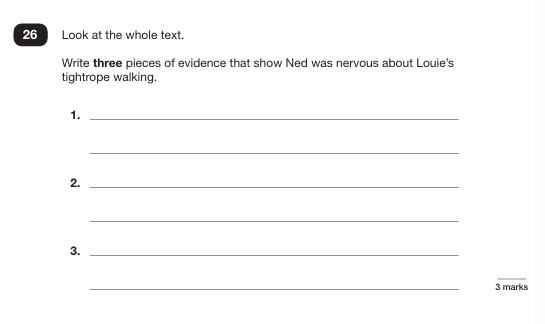 26 Look at the whole text.
Write three pieces of evidence that show Ned was nervous about Louie's
tightrope walking.
1.
2.
3.
3 marks